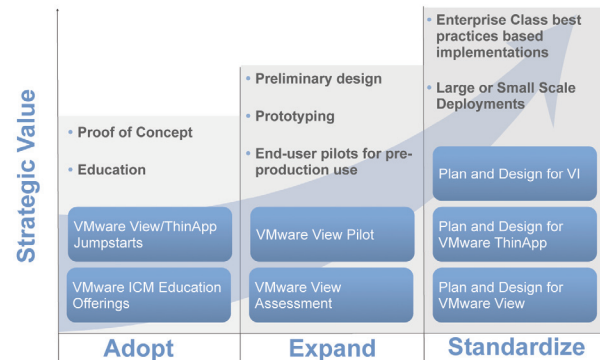 Strategic Value
• Proof of Concept
• Education
VMware View/ThinApp
Jumpstarts
VMware ICM Education
Offerings
Adopt
• Preliminary design
• Prototyping
• End-user pilots for pre-
production use
VMware View Pilot
VMware View
Assessment
Expand
• Enterprise Class best
practices based
implementations
• Large or Small Scale
Deployments
Plan and Design for VI
Plan and Design for
VMware ThinApp
Plan and Design for
VMware View
Standardize